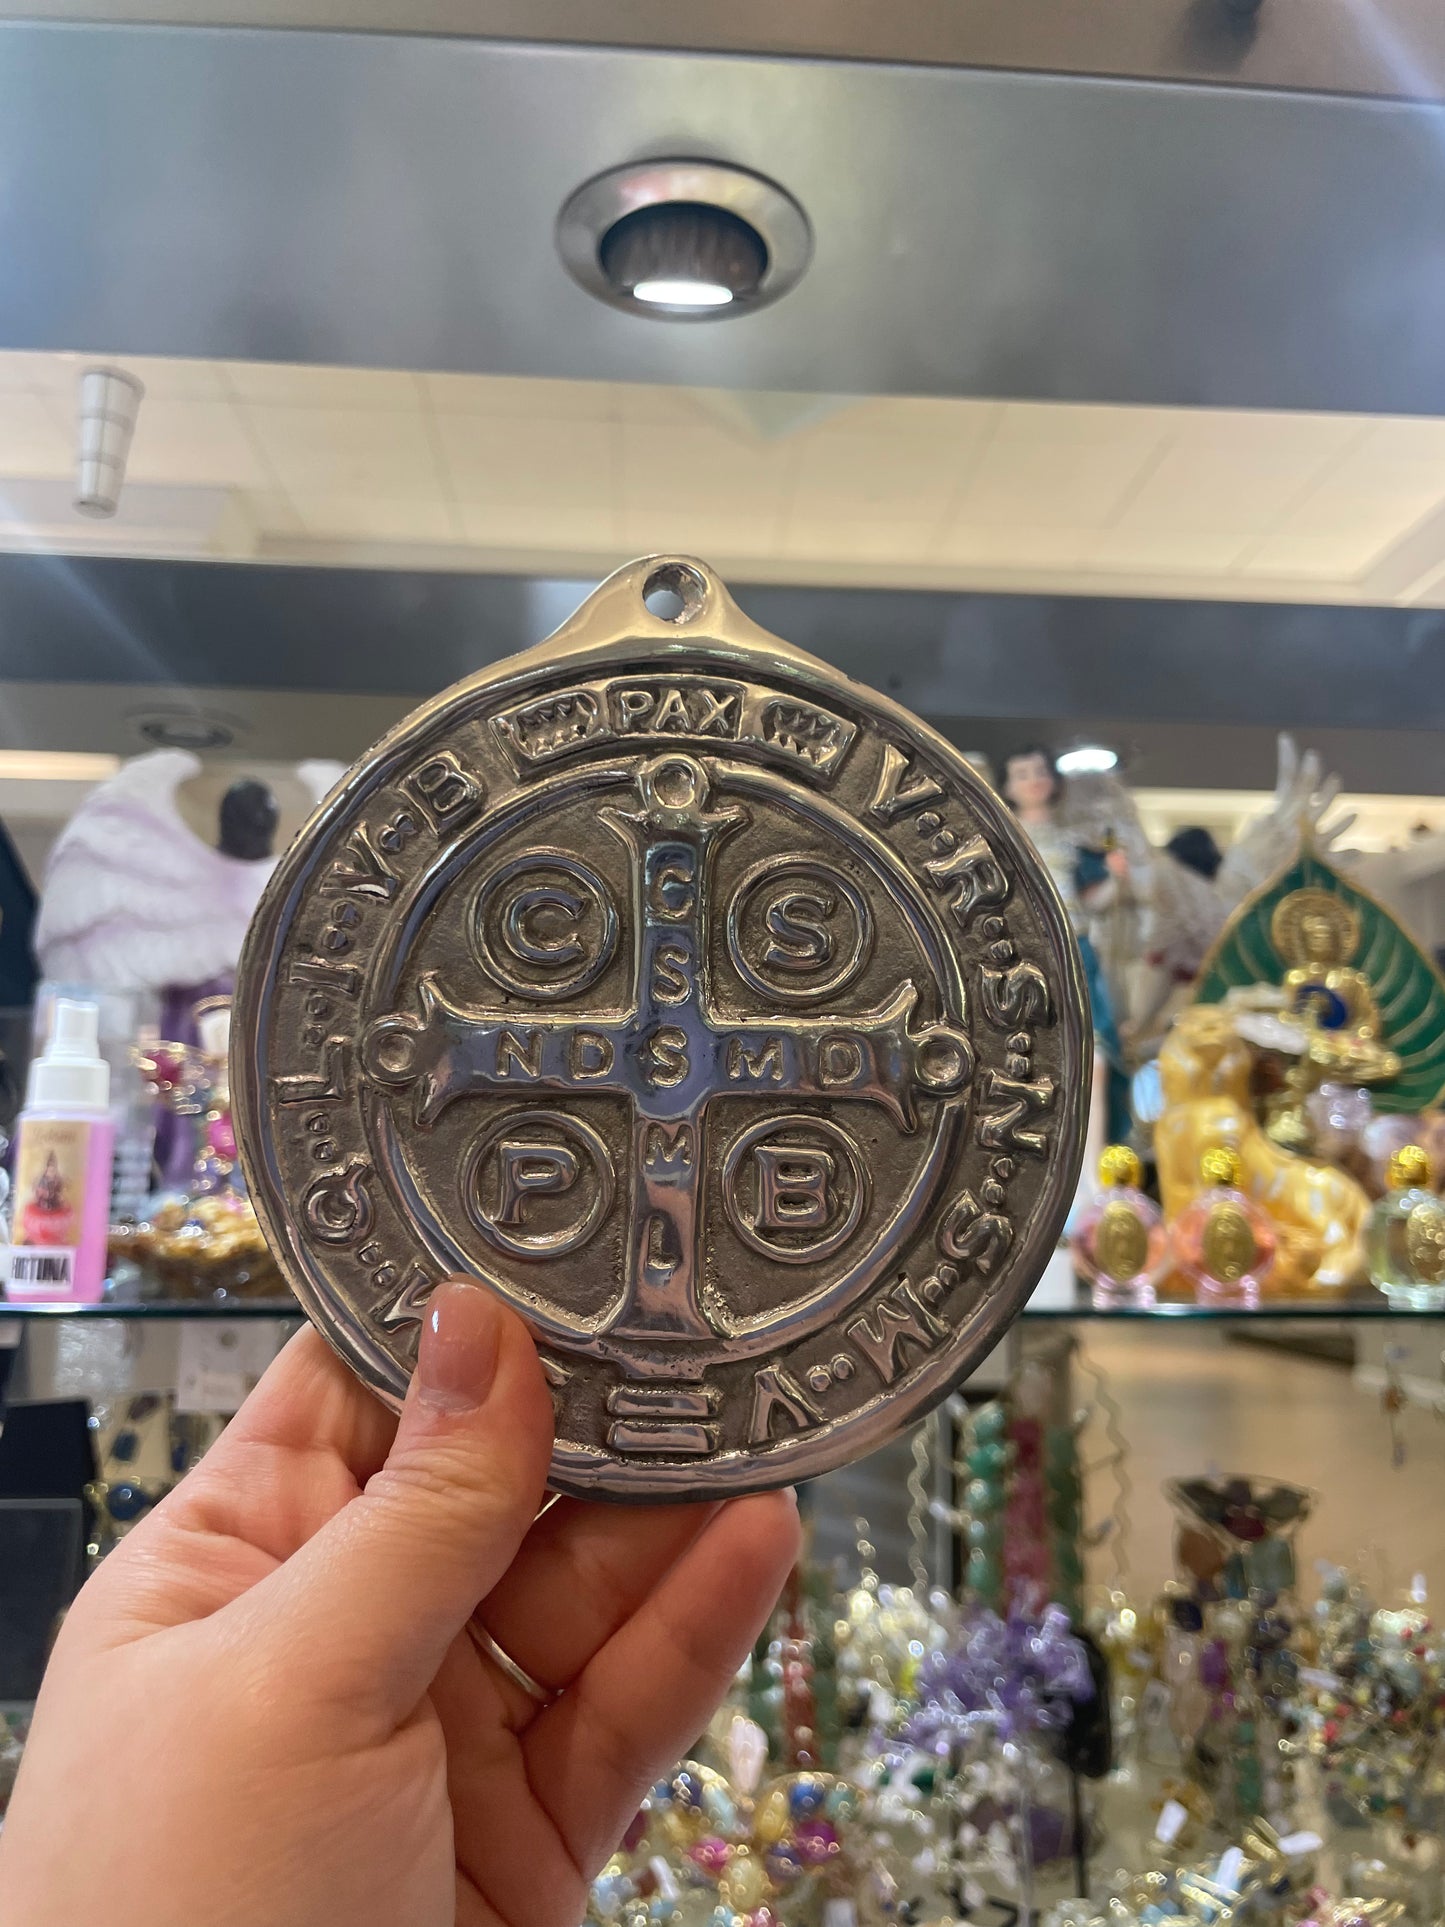 PAX
V·R·S·N·S·M··V
Q·L·I·V·B
C S
C
S
N D S M D
M
L
P B